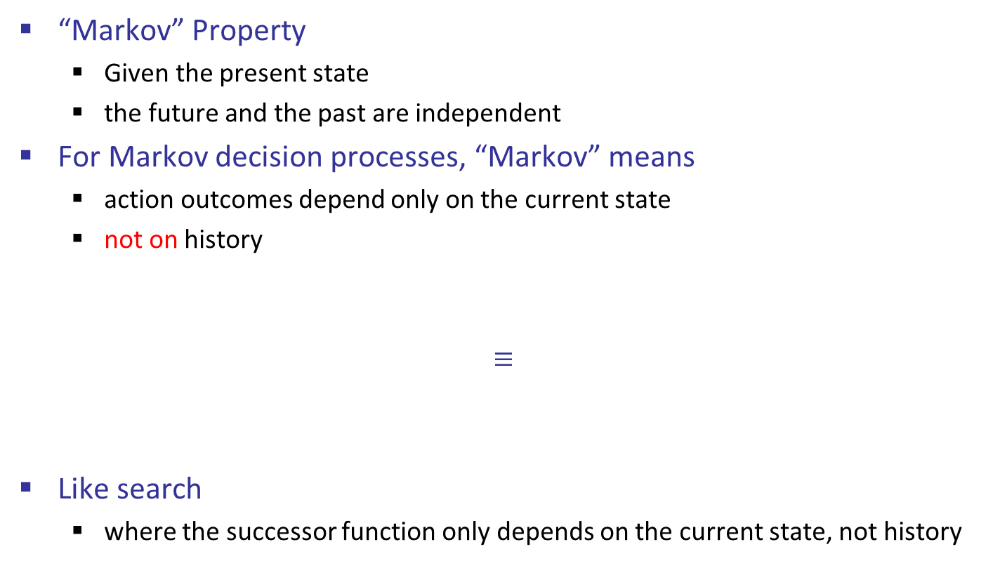 ▪ “Markov” Property
▪ Given the present state
▪ the future and the past are independent
▪ For Markov decision processes, “Markov” means
▪ action outcomes depend only on the current state
▪ not on history
≡
▪ Like search
▪ where the successor function only depends on the current state, not history